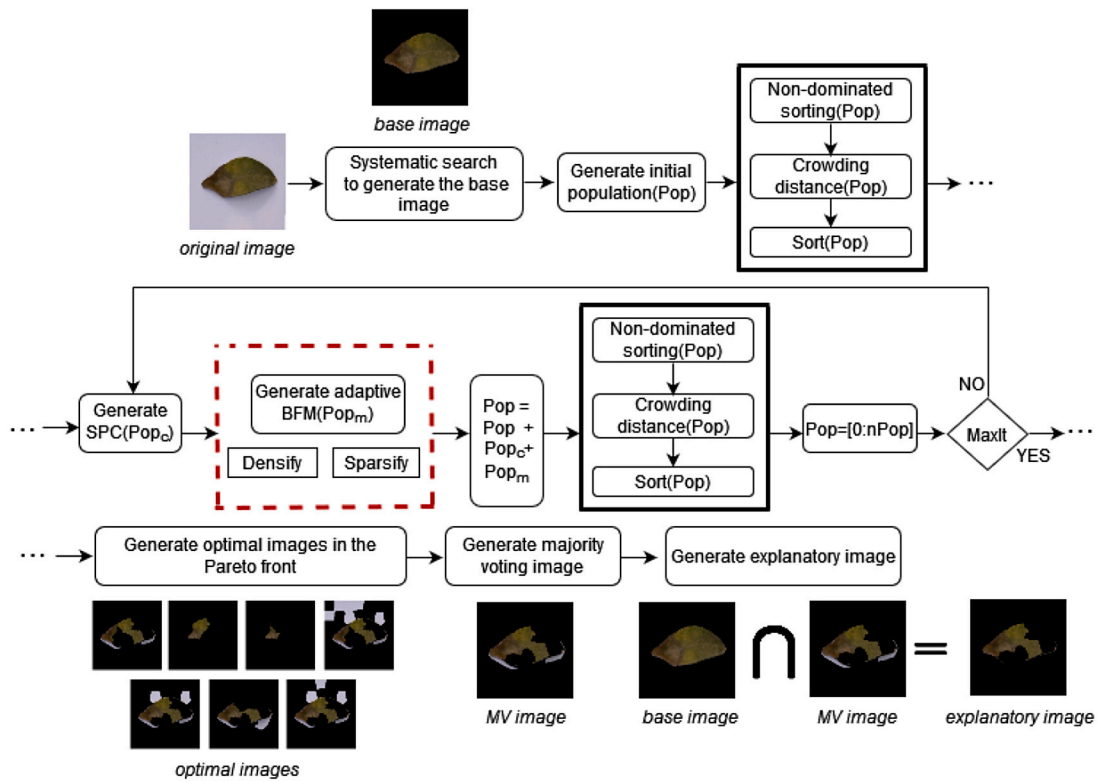 base image
original image
Systematic search
to generate the base
image
Generate initial
population(Pop)
Non-dominated
sorting(Pop)
Crowding
distance(Pop)
Sort(Pop)
...
...
Generate
SPC(Popc)
Generate adaptive
BFM(Popm)
Densify
Sparsify
Pop =
Pop +
Popc+
Popm
Non-dominated
sorting(Pop)
Crowding
distance(Pop)
Sort(Pop)
Pop=[0:nPop]
NO
MaxIt
YES
...
...
Generate optimal images in the
Pareto front
Generate majority
voting image
Generate explanatory image
optimal images
MV image
base image
∩
MV image
=
explanatory image